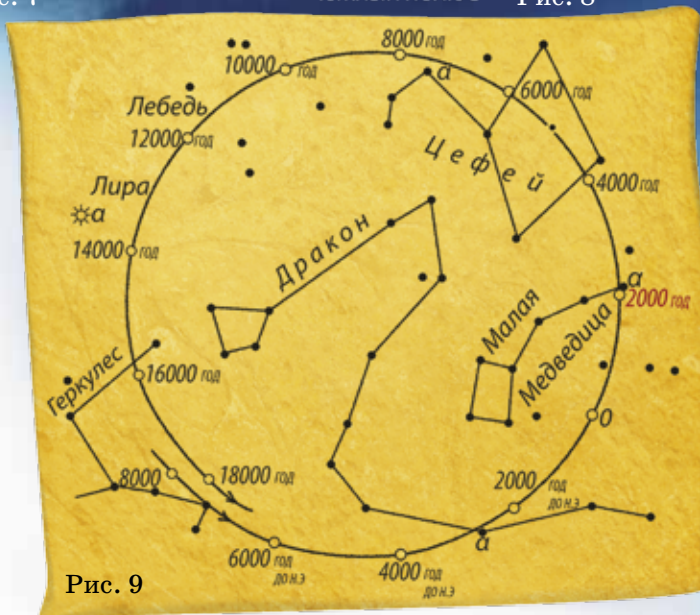 8000 год
10000 год
α
6000 год
Лебедь
12000 год
Цефей
4000 год
Лира
α
14000 год
Дракон
α
2000 год
Малая
Медведица
Геркулес
16000 год
0
8000
18000 год
2000 год
до н.э
α
6000 год
до н.э
4000 год
до н.э
Рис. 9